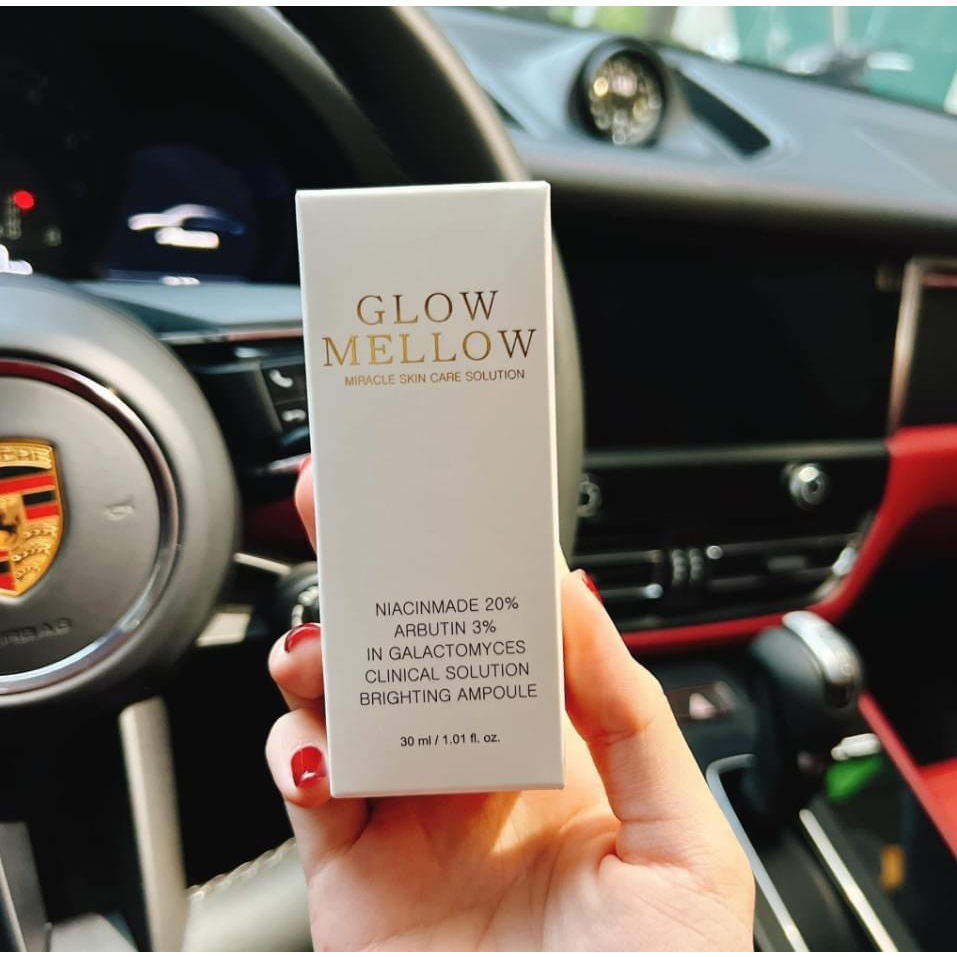 GLOW
MELLOW
MIRACLE SKIN CARE SOLUTION
NIACINMADE 20%
ARBUTIN 3%
IN GALACTOMYCES
CLINICAL SOLUTION
BRIGHTING AMPOULE
30 ml / 1.01 fl. oz.